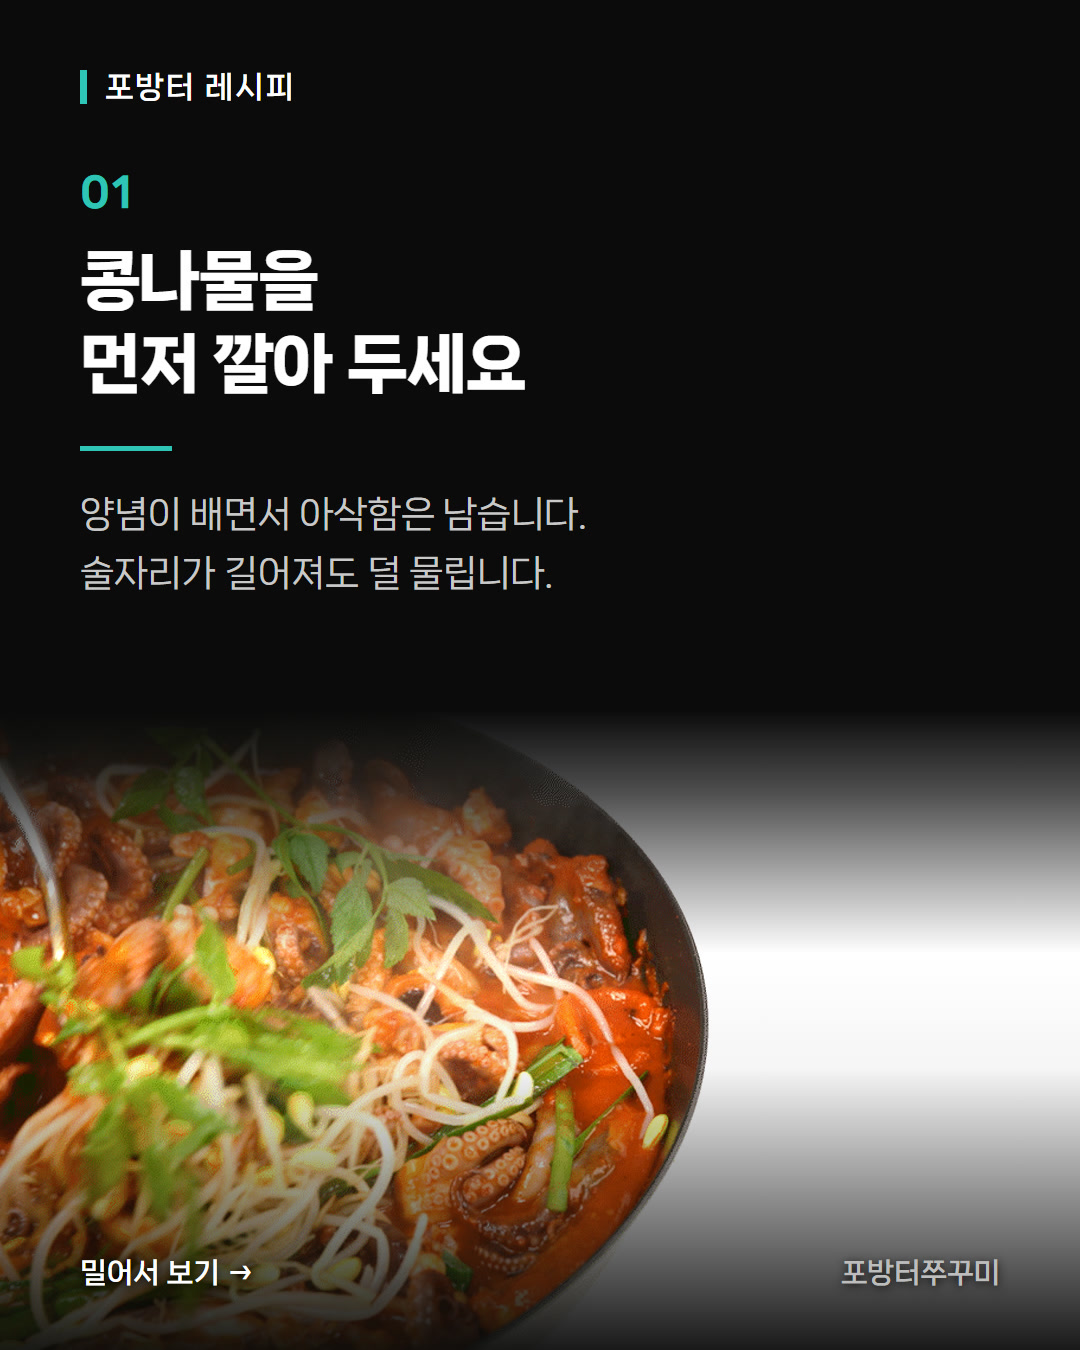 포방터 레시피
01
콩나물을
먼저 깔아 두세요
양념이 배면서 아삭함은 남습니다.
술자리가 길어져도 덜 물립니다.
밀어서 보기 →
포방터쭈꾸미